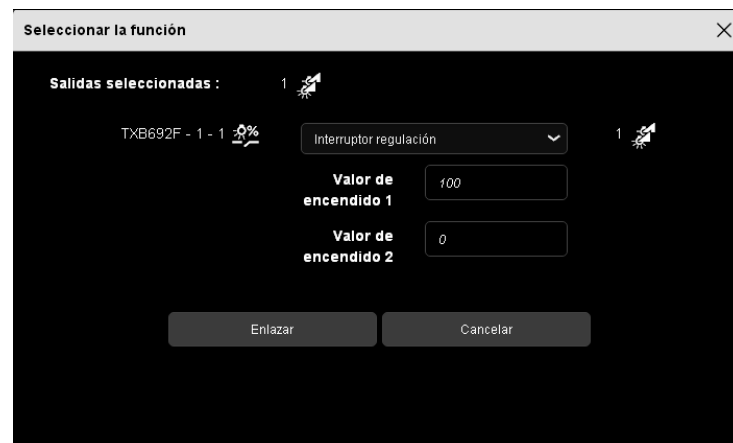 Seleccionar la función
Salidas seleccionadas : 1
TXB692F - 1 - 1 % Interruptor regulación 1
Valor de encendido 1 100
Valor de encendido 2 0
Enlazar Cancelar